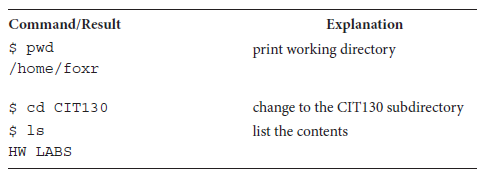 Command/Result Explanation
$ pwd print working directory
/home/foxr
$ cd CIT130 change to the CIT130 subdirectory
$ ls list the contents
HW LABS